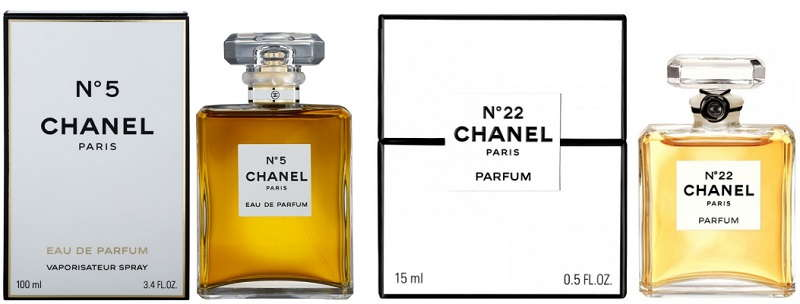 N°5
CHANEL
PARIS
EAU DE PARFUM
VAPORISATEUR SPRAY
100 ml 3.4 FL.OZ.
N°5
CHANEL
PARIS
EAU DE PARFUM
N°22
CHANEL
PARIS
PARFUM
15 ml 0.5 FL.OZ.
N°22
CHANEL
PARIS
PARFUM